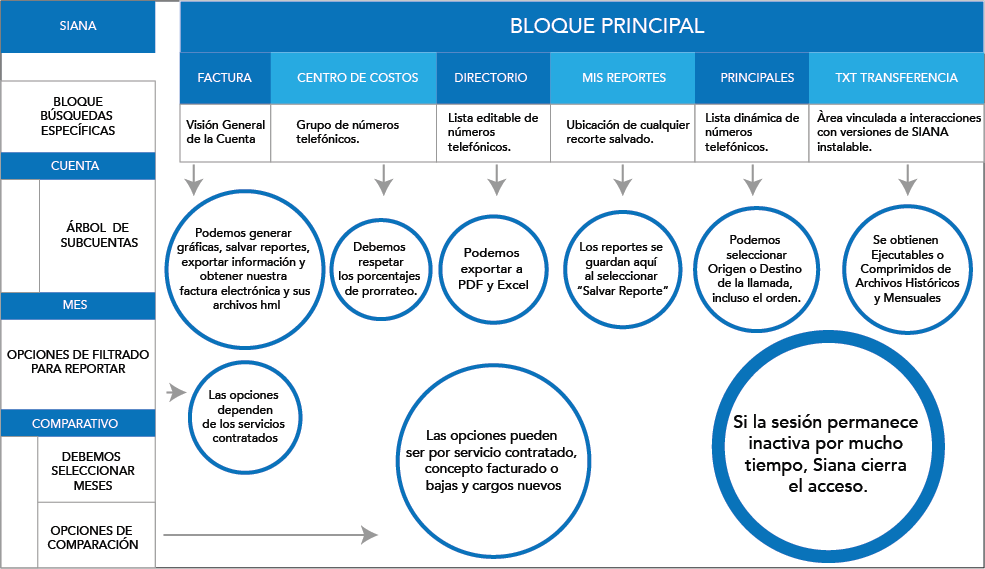 SIANA
BLOQUE
BÚSQUEDAS
ESPECÍFICAS
CUENTA
ÁRBOL DE
SUBCUENTAS
MES
OPCIONES DE FILTRADO
PARA REPORTAR
COMPARATIVO
DEBEMOS
SELECCIONAR
MESES
OPCIONES DE
COMPARACIÓN
BLOQUE PRINCIPAL
FACTURA
Visión General
de la Cuenta
Podemos generar
gráficas, salvar reportes,
exportar información y
obtener nuestra
factura electrónica y sus
archivos hml
CENTRO DE COSTOS
Grupo de números
telefónicos.
Debemos
respetar
los porcentajes
de prorrateo.
DIRECTORIO
Lista editable de
números
telefónicos.
Podemos
exportar a
PDF y Excel
MIS REPORTES
Ubicación de cualquier
recorte salvado.
Los reportes se
guardan aquí
al seleccionar
“Salvar Reporte”
PRINCIPALES
Lista dinámica de
números
telefónicos.
Podemos
seleccionar
Origen o Destino
de la llamada,
incluso el orden.
TXT TRANSFERENCIA
Àrea vinculada a interacciones
con versiones de SIANA
instalable.
Se obtienen
Ejecutables o
Comprimidos de
Archivos Históricos
y Mensuales
Las opciones
dependen
de los servicios
contratados
Las opciones pueden
ser por servicio contratado,
concepto facturado o
bajas y cargos nuevos
Si la sesión permanece
inactiva por mucho
tiempo, Siana cierra
el acceso.